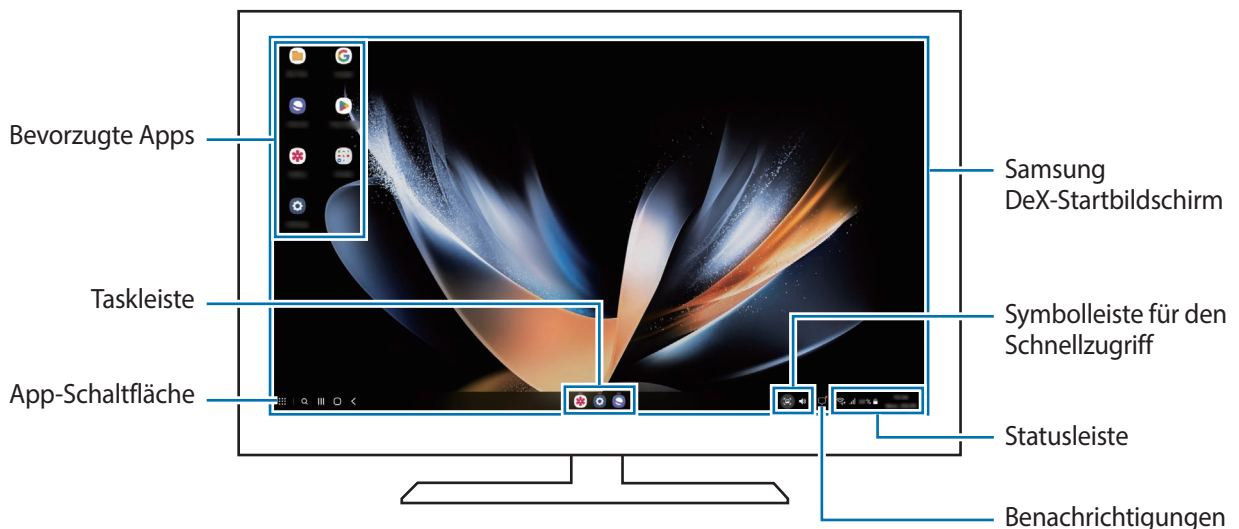 Bevorzugte Apps
Taskleiste
App-Schaltfläche
Samsung
DeX-Startbildschirm
Symbolleiste für den
Schnellzugriff
Statusleiste
Benachrichtigungen